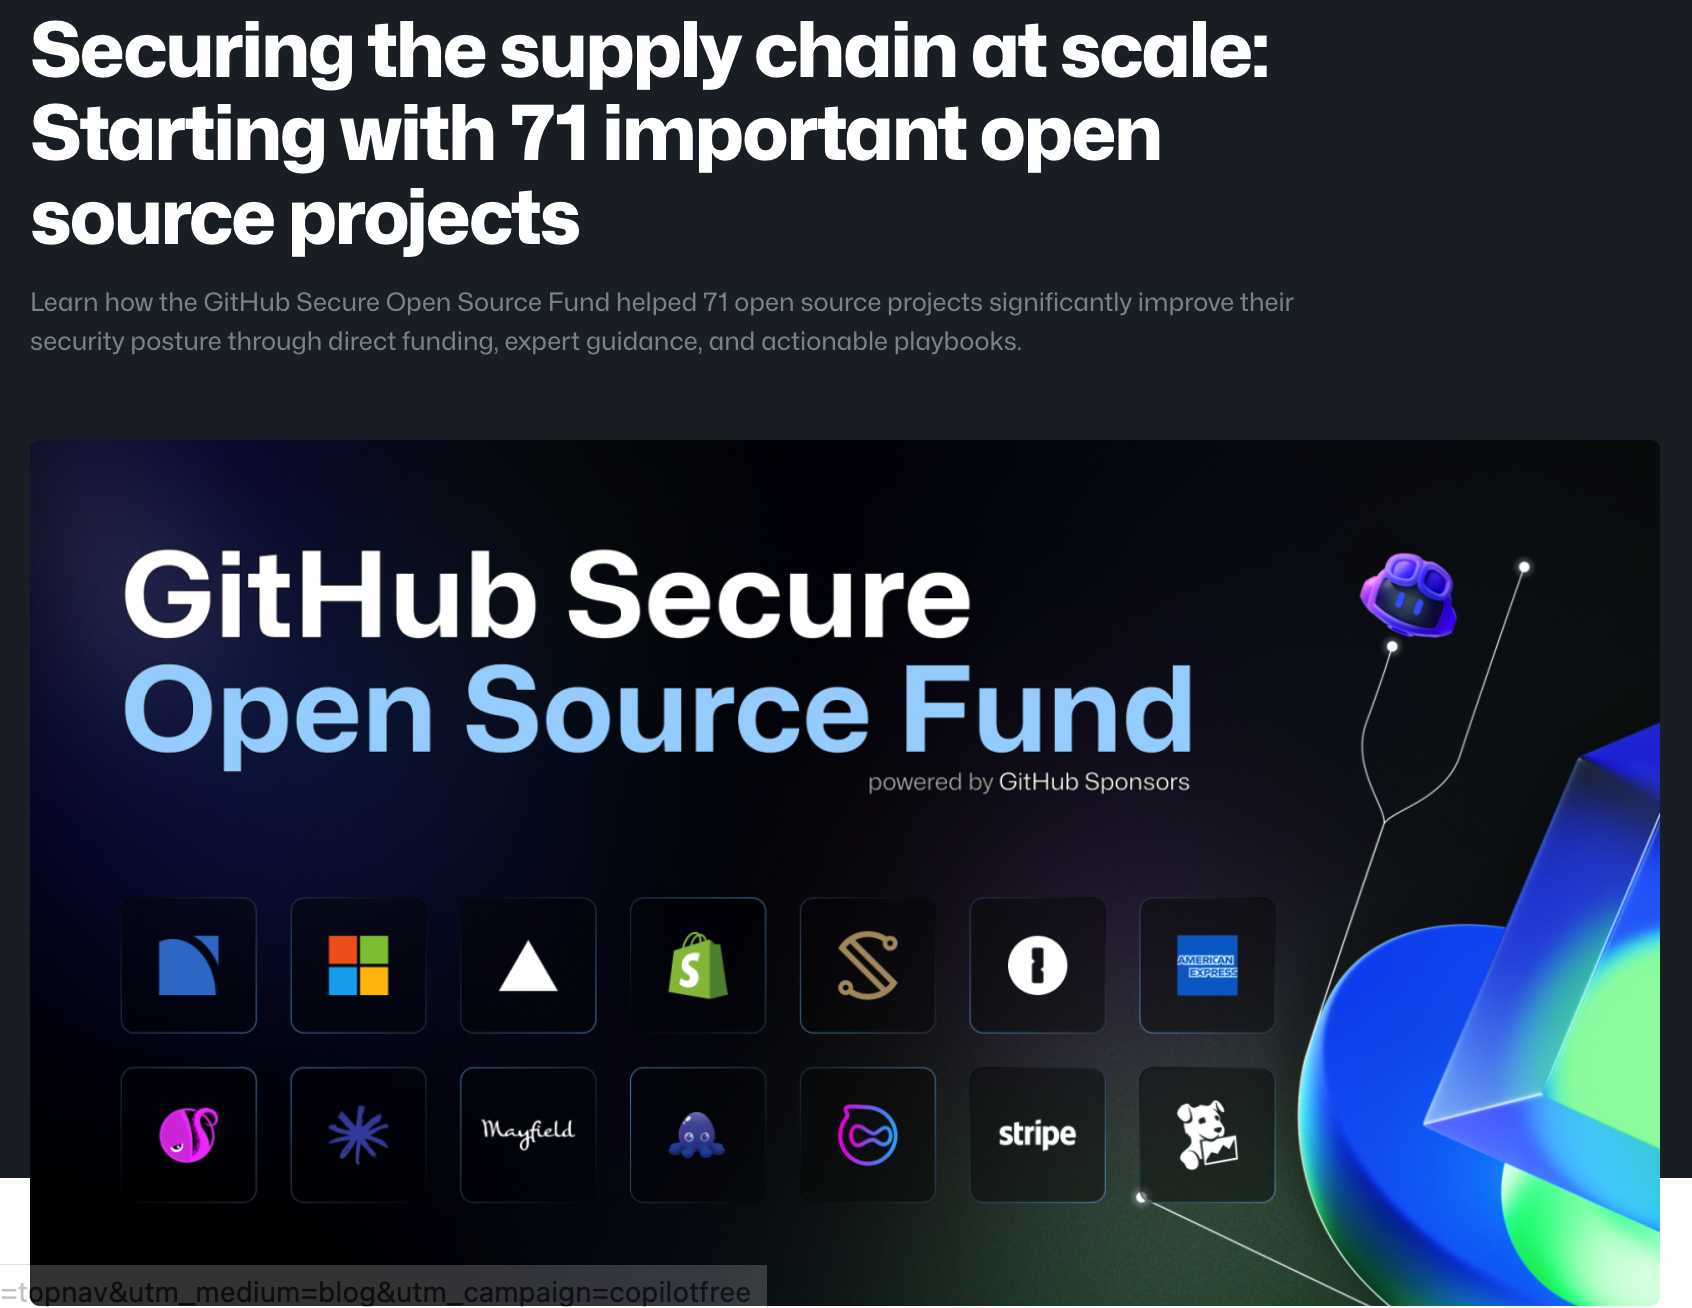 Securing the supply chain at scale:
Starting with 71 important open
source projects
Learn how the GitHub Secure Open Source Fund helped 71 open source projects significantly improve their
security posture through direct funding, expert guidance, and actionable playbooks.
GitHub Secure
Open Source Fund
powered by GitHub Sponsors
S
AMERICAN
EXPRESS
Mayfield
stripe
=topnav&utm_medium=blog&utm_campaign=copilotfree